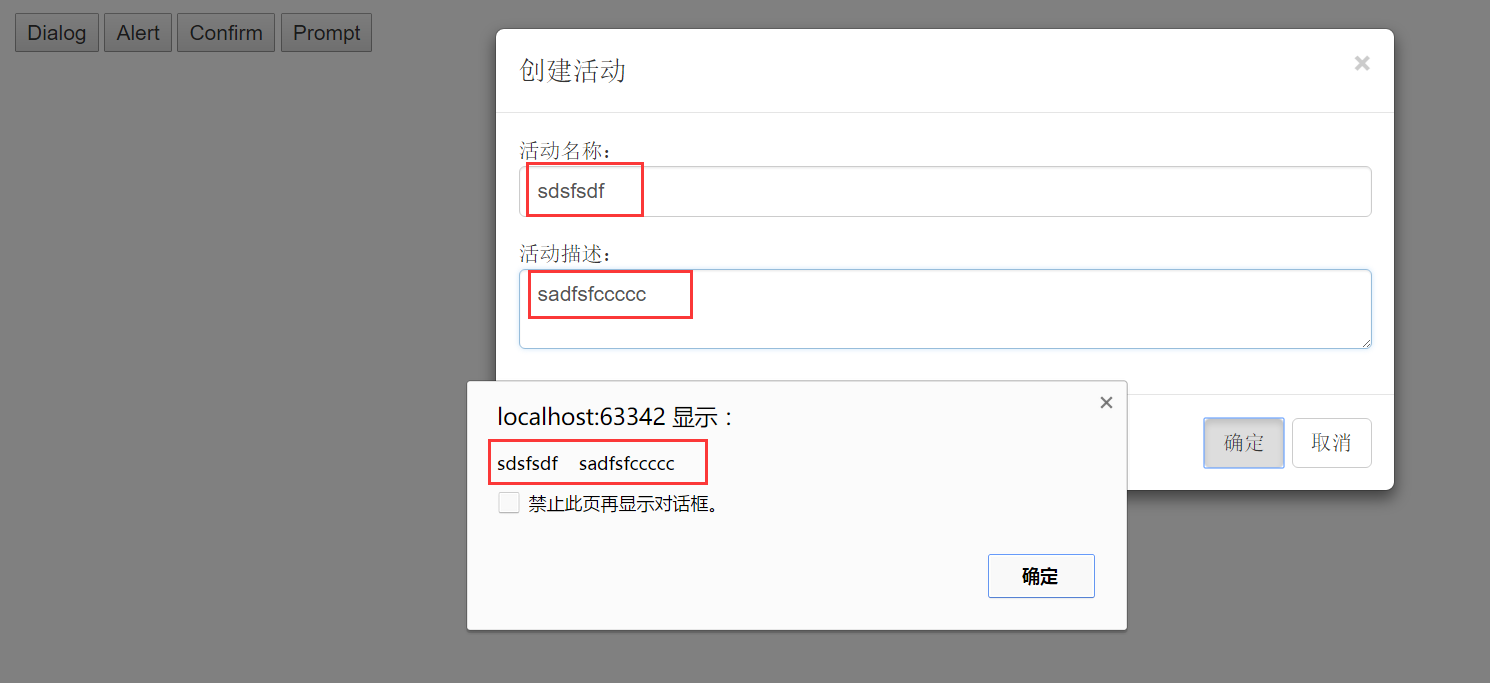 Dialog Alert Confirm Prompt
创建活动 ×
活动名称:
sdsfsdf
活动描述:
sadfsfccccc
localhost:63342 显示: ×
sdsfsdf sadfsfccccc
禁止此页再显示对话框。
确定 取消
确定